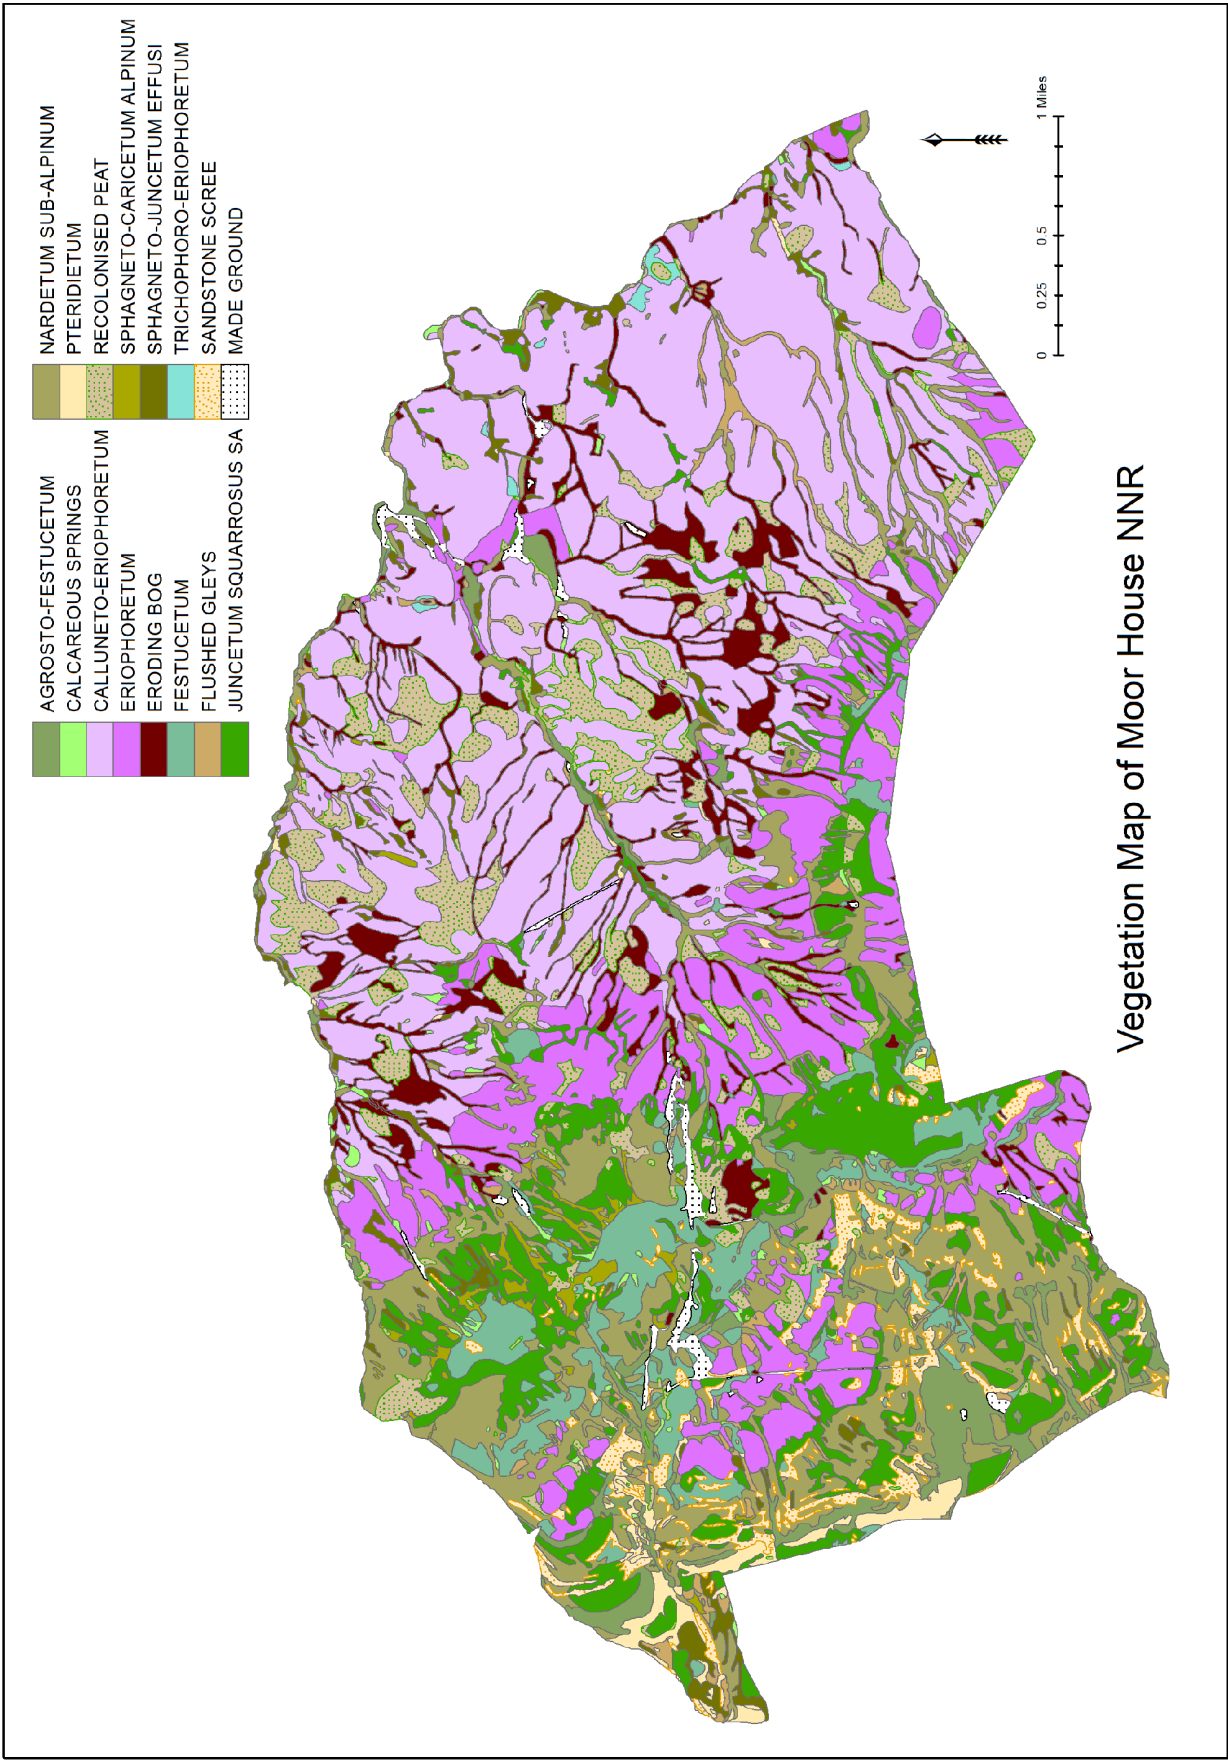 Vegetation Map of Moor House NNR
AGROSTO-FESTUCETUM
CALCAREOUS SPRINGS
CALLUNETO-ERIOPHORETUM
ERIOPHORETUM
ERODING BOG
FESTUCETUM
FLUSHED GLEYS
JUNCETUM SQUARROSUS SA
NARDETUM SUB-ALPINUM
PTERIDIETUM
RECOLONISED PEAT
SPHAGNETO-CARICETUM ALPINUM
SPHAGNETO-JUNCETUM EFFUSI
TRICHOPHORO-ERIOPHORETUM
SANDSTONE SCREE
MADE GROUND
0 0.25 0.5 1 Miles